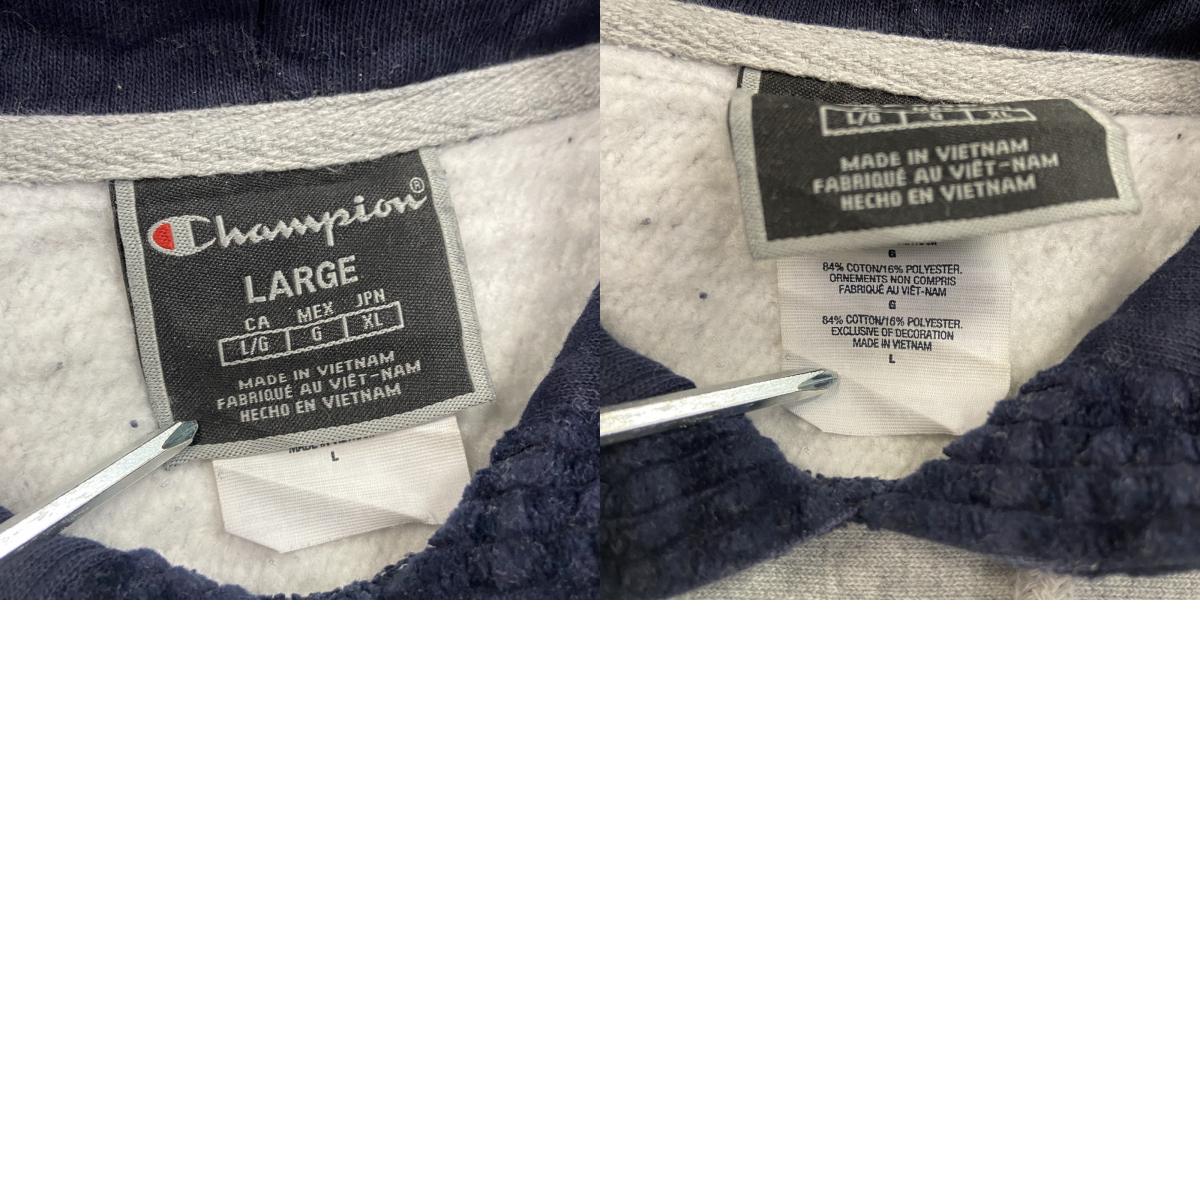 Champion®
LARGE
CA MEX JPN
L/G G XL
MADE IN VIETNAM
FABRIQUÉ AU VIÊT-NAM
HECHO EN VIETNAM
L
L/G G XL
MADE IN VIETNAM
FABRIQUÉ AU VIÊT-NAM
HECHO EN VIETNAM
G
84% COTON/16% POLYESTER.
ORNEMENTS NON COMPRIS
FABRIQUÉ AU VIÊT-NAM
G
84% COTTON/16% POLYESTER.
EXCLUSIVE OF DECORATION
MADE IN VIETNAM
L